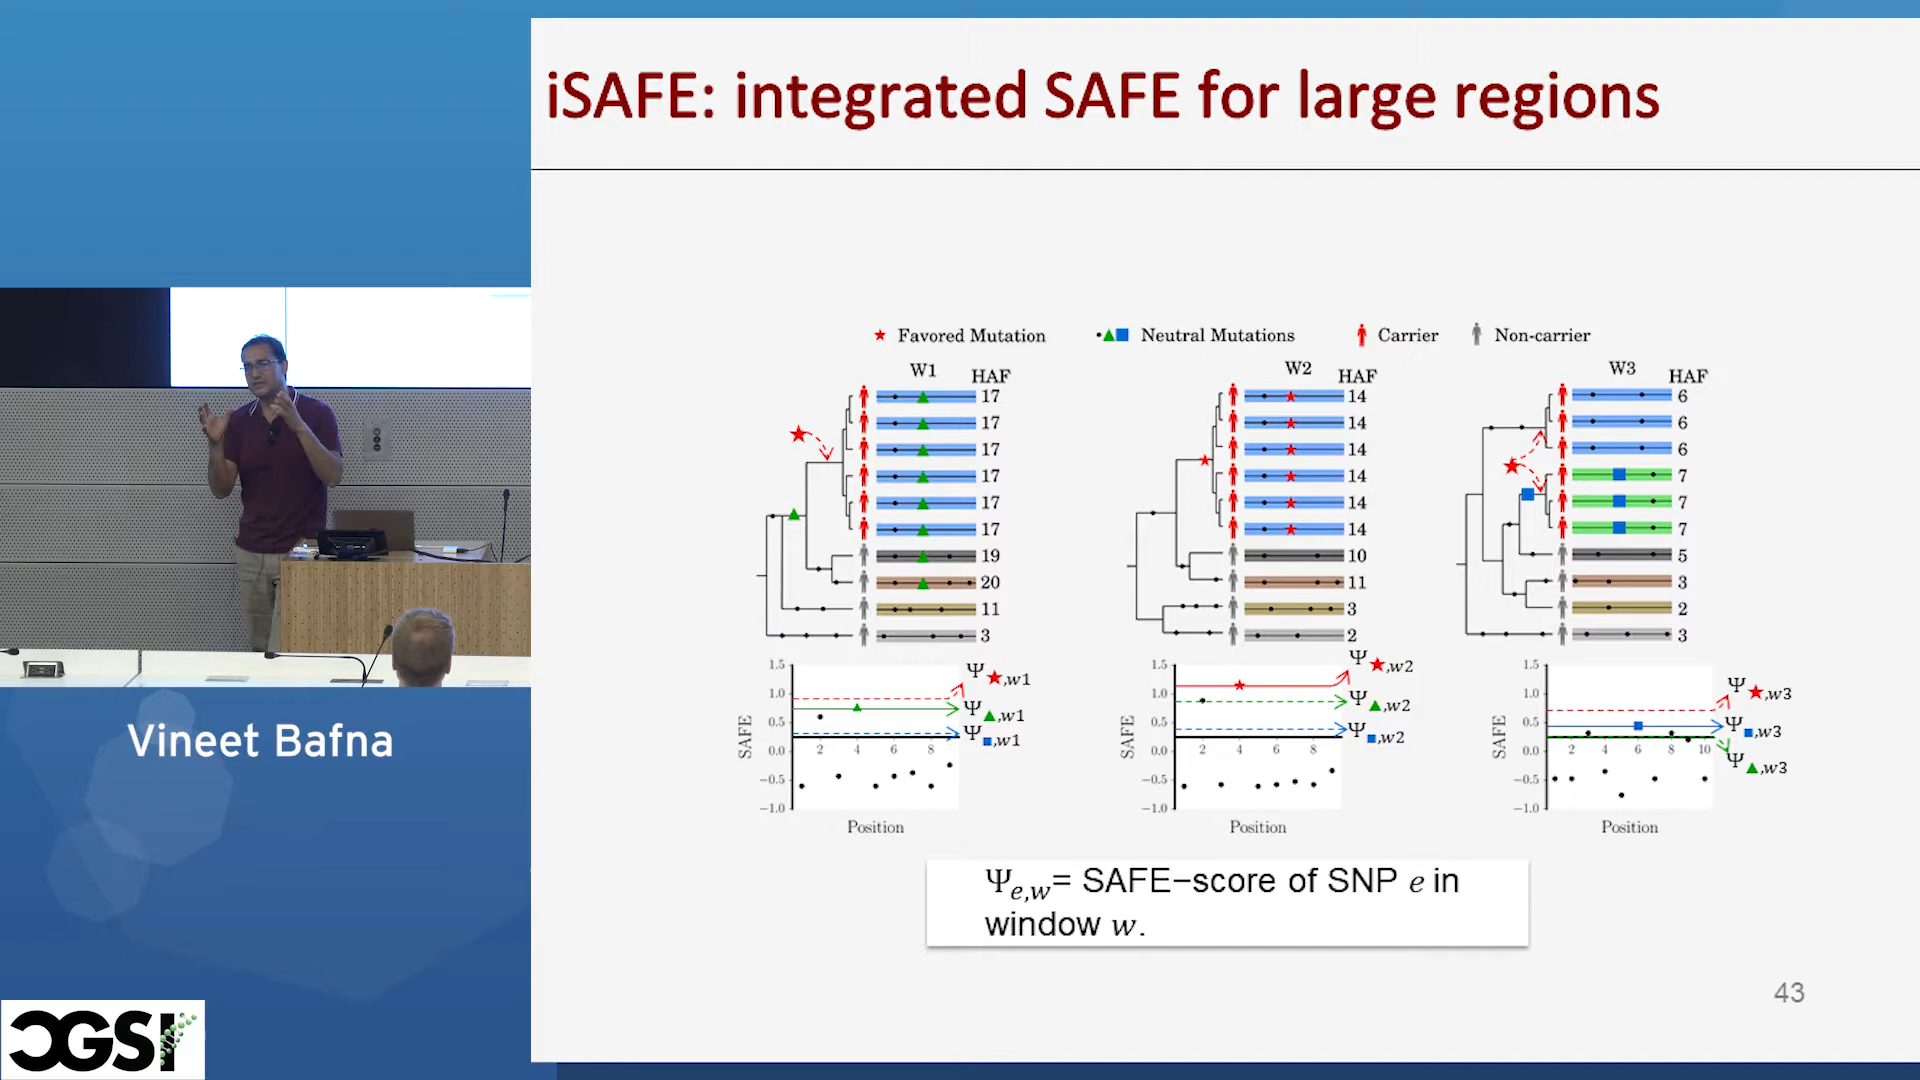 iSAFE: integrated SAFE for large regions
Favored Mutation
Neutral Mutations
Carrier
Non-carrier
W1 HAF
17
17
17
17
17
17
19
20
11
3
W2 HAF
14
14
14
14
14
14
10
11
3
2
W3 HAF
6
6
6
7
7
7
5
3
2
3
SAFE
1.5
1.0
0.5
0.0
−0.5
−1.0
2 4 6 8
Position
Ψ★,w1
Ψ▲,w1
Ψ■,w1
SAFE
1.5
1.0
0.5
0.0
−0.5
−1.0
2 4 6 8
Position
Ψ★,w2
Ψ▲,w2
Ψ■,w2
SAFE
1.5
1.0
0.5
0.0
−0.5
−1.0
2 4 6 8 10
Position
Ψ★,w3
Ψ■,w3
Ψ▲,w3
Ψe,w= SAFE−score of SNP e in
window w.
43
Vineet Bafna
CGSI